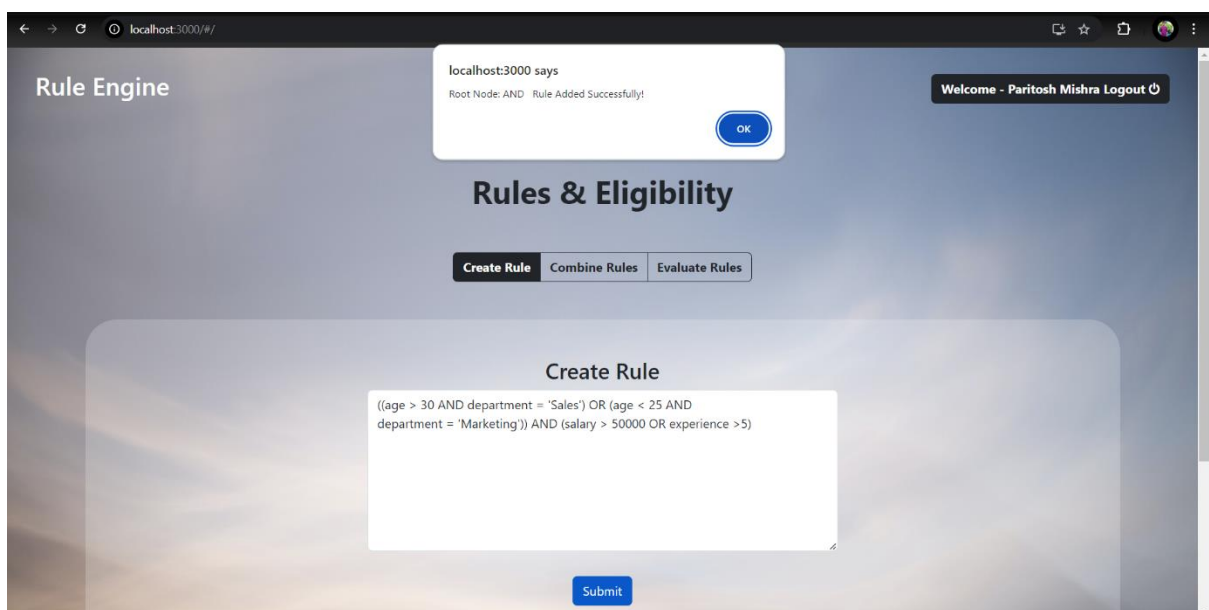 localhost:3000/#/
localhost:3000 says
Root Node: AND Rule Added Successfully!
OK
Rule Engine
Welcome - Paritosh Mishra Logout
Rules & Eligibility
Create Rule
Combine Rules
Evaluate Rules
Create Rule
((age > 30 AND department = 'Sales') OR (age < 25 AND
department = 'Marketing')) AND (salary > 50000 OR experience >5)
Submit